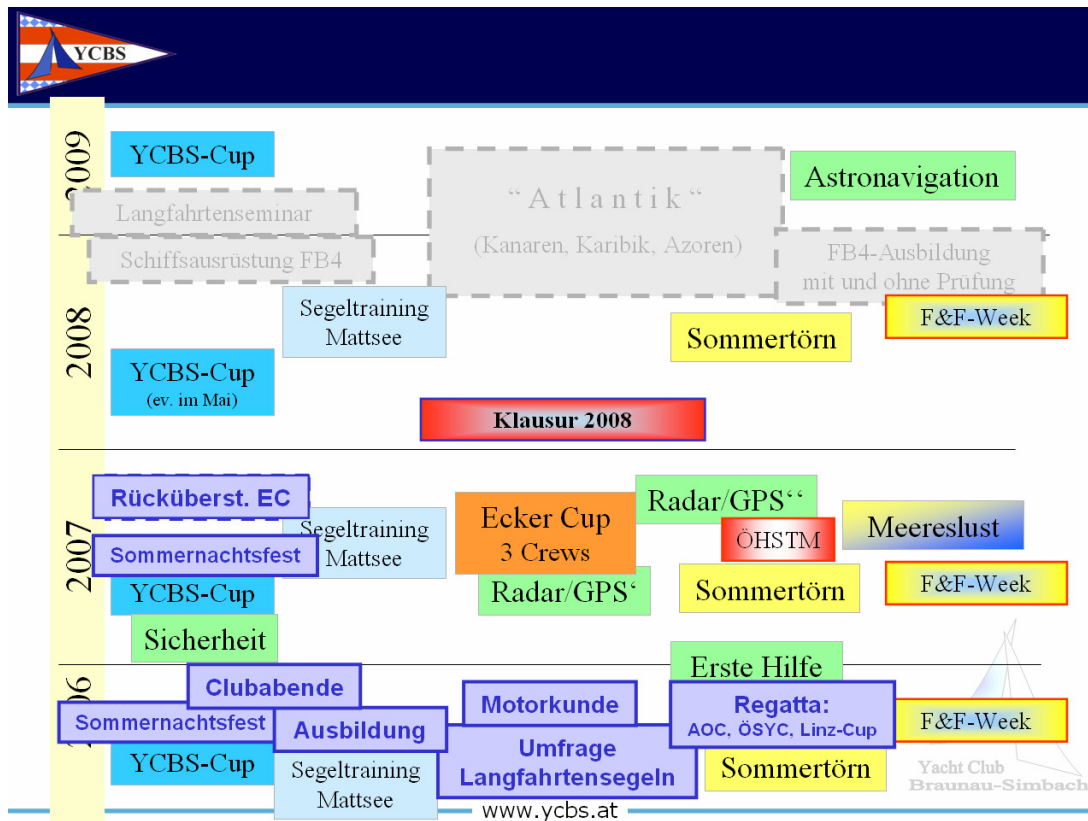 YCBS
2009
YCBS-Cup
Astronavigation
“ A t l a n t i k “
(Kanaren, Karibik, Azoren)
Langfahrtenseminar
Schiffsausrüstung FB4
FB4-Ausbildung
mit und ohne Prüfung
2008
Segeltraining
Mattsee
F&F-Week
Sommertörn
YCBS-Cup
(ev. im Mai)
Klausur 2008
2007
Rücküberst. EC
Segeltraining
Mattsee
Ecker Cup
3 Crews
Radar/GPS‘‘
ÖHSTM
Meereslust
Sommernachtsfest
YCBS-Cup
Radar/GPS‘
Sommertörn
F&F-Week
Sicherheit
Erste Hilfe
06
Clubabende
Motorkunde
Regatta:
AOC, ÖSYC, Linz-Cup
F&F-Week
Sommernachtsfest
Ausbildung
Umfrage
Langfahrtensegeln
YCBS-Cup
Segeltraining
Mattsee
Sommertörn
Yacht Club
Braunau-Simbach
www.ycbs.at